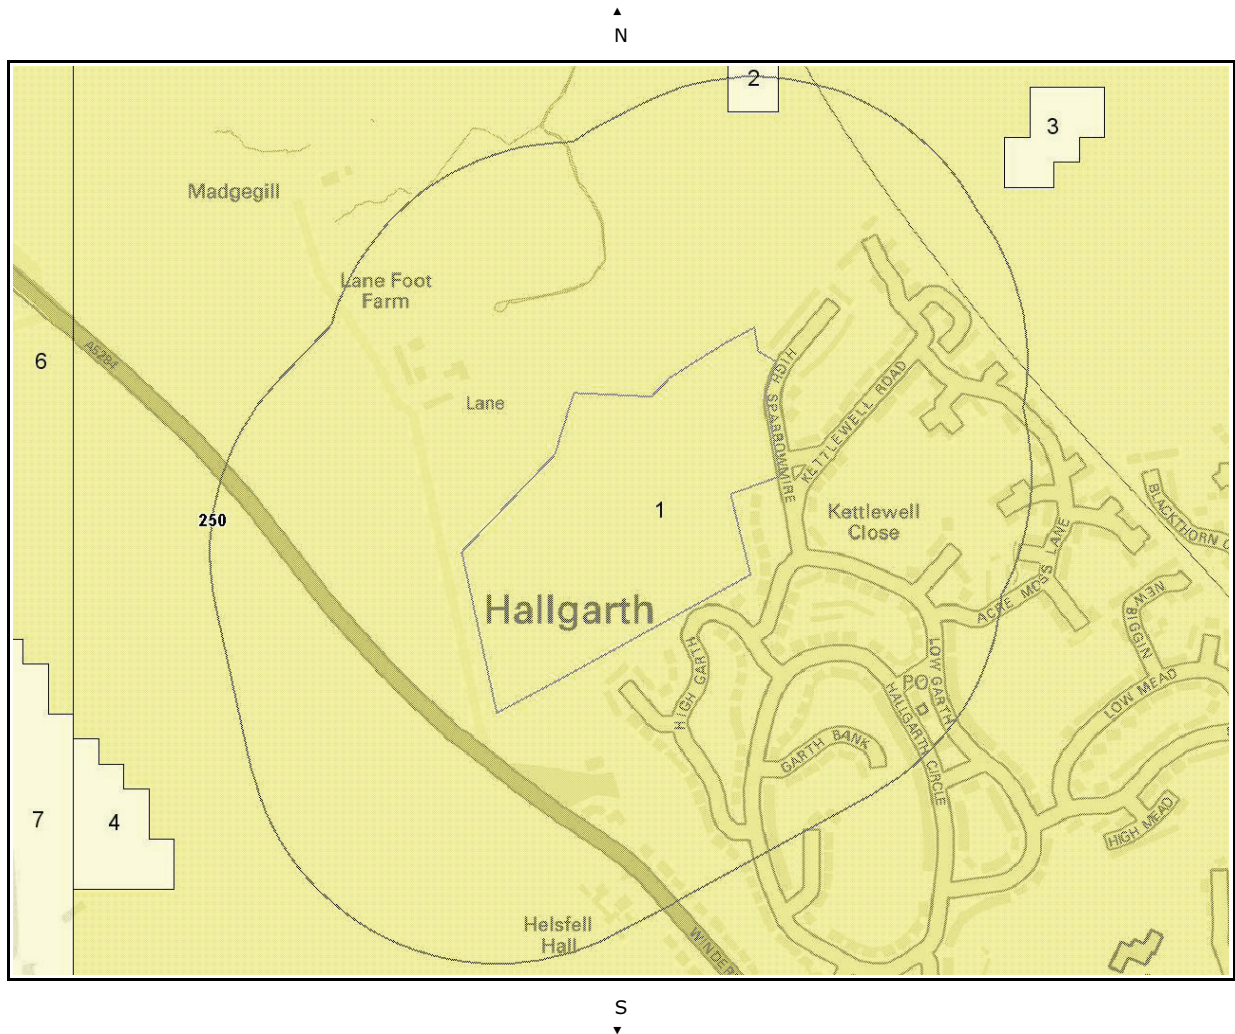 N
2
3
Madgegill
Lane Foot
Farm
6
A5284
Lane
HIGH SPARROWMIRE
KETTLEWELL ROAD
1
250
Kettlewell
Close
BLACKTHORN C
Hallgarth
ACRE MOSS LANE
NEW BIGGIN
HIGH GARTH
LOW GARTH
PO
HALLGARTH CIRCLE
LOW MEAD
GARTH BANK
7
4
HIGH MEAD
Helsfell
Hall
WINDER
S